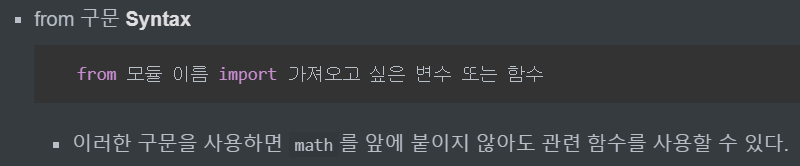 from 구문 Syntax
from 모듈 이름 import 가져오고 싶은 변수 또는 함수
이러한 구문을 사용하면 math 를 앞에 붙이지 않아도 관련 함수를 사용할 수 있다.